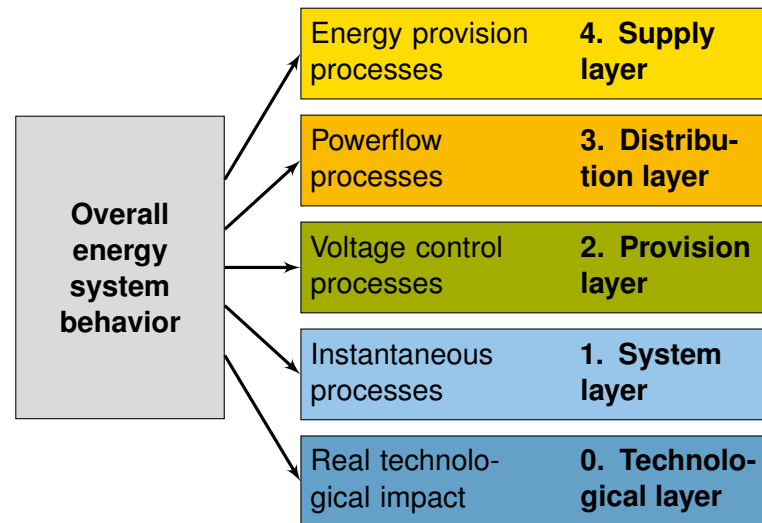 Overall
energy
system
behavior
Energy provision
processes
4. Supply
layer
Powerflow
processes
3. Distribu-
tion layer
Voltage control
processes
2. Provision
layer
Instantaneous
processes
1. System
layer
Real technolo-
gical impact
0. Technolo-
gical layer